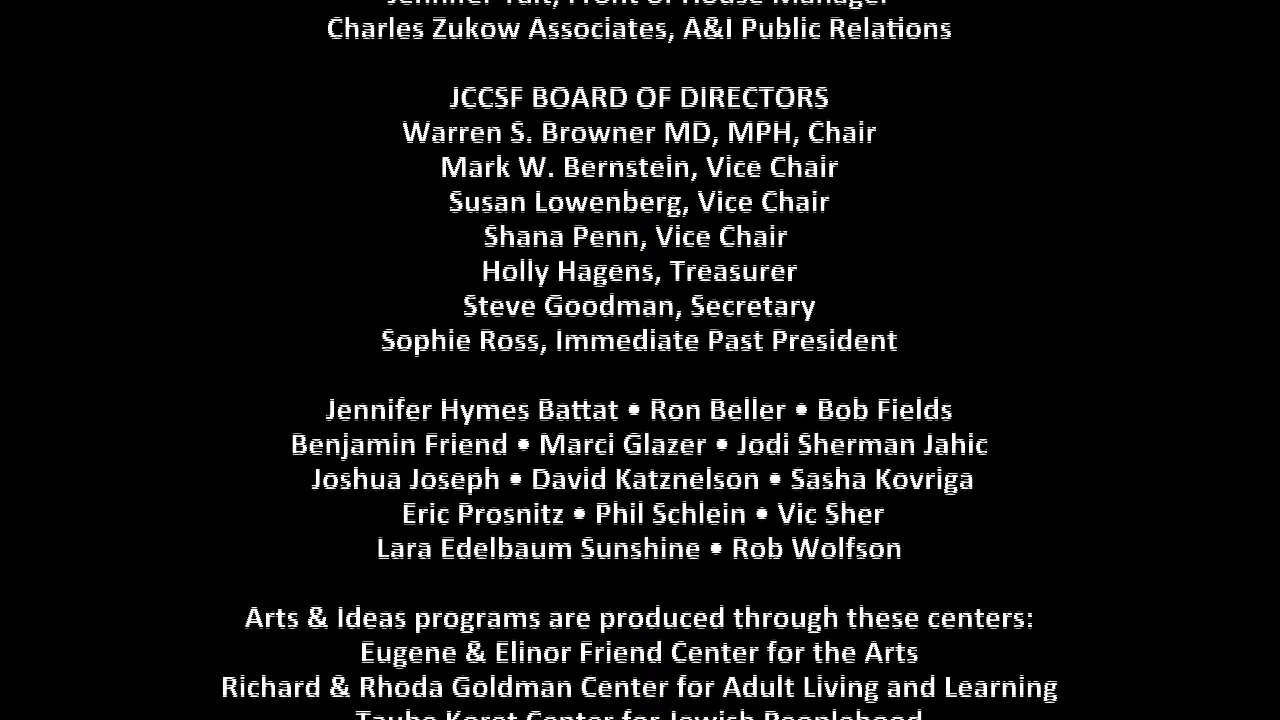 Jennifer Tait, Front of House Manager
Charles Zukow Associates, A&I Public Relations
JCCSF BOARD OF DIRECTORS
Warren S. Browner MD, MPH, Chair
Mark W. Bernstein, Vice Chair
Susan Lowenberg, Vice Chair
Shana Penn, Vice Chair
Holly Hagens, Treasurer
Steve Goodman, Secretary
Sophie Ross, Immediate Past President
Jennifer Hymes Battat • Ron Beller • Bob Fields
Benjamin Friend • Marci Glazer • Jodi Sherman Jahic
Joshua Joseph • David Katznelson • Sasha Kovriga
Eric Prosnitz • Phil Schlein • Vic Sher
Lara Edelbaum Sunshine • Rob Wolfson
Arts & Ideas programs are produced through these centers:
Eugene & Elinor Friend Center for the Arts
Richard & Rhoda Goldman Center for Adult Living and Learning
Taube Koret Center for Jewish Peoplehood